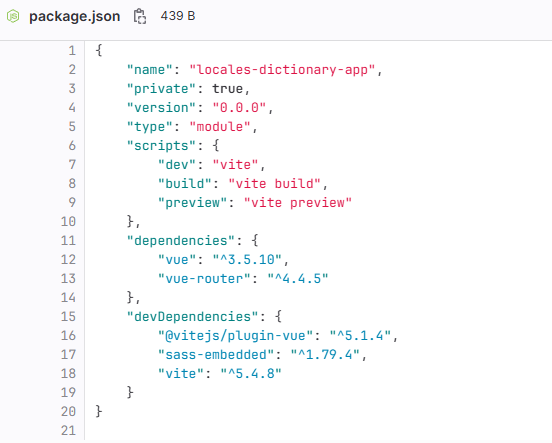 package.json 439 B
1 {
2     "name": "locales-dictionary-app",
3     "private": true,
4     "version": "0.0.0",
5     "type": "module",
6     "scripts": {
7         "dev": "vite",
8         "build": "vite build",
9         "preview": "vite preview"
10     },
11     "dependencies": {
12         "vue": "^3.5.10",
13         "vue-router": "^4.4.5"
14     },
15     "devDependencies": {
16         "@vitejs/plugin-vue": "^5.1.4",
17         "sass-embedded": "^1.79.4",
18         "vite": "^5.4.8"
19     }
20 }
21